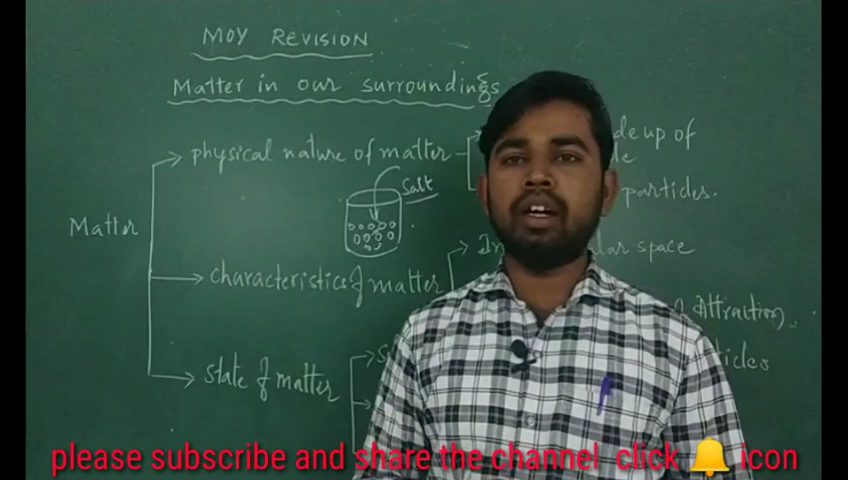 MOY REVISION
Matter in our surroundings
physical nature of matter
up of
Salt
particles.
Matter
space
characteristics of matter
Attraction
state of matter
please subscribe and share the channel click 🔔 icon